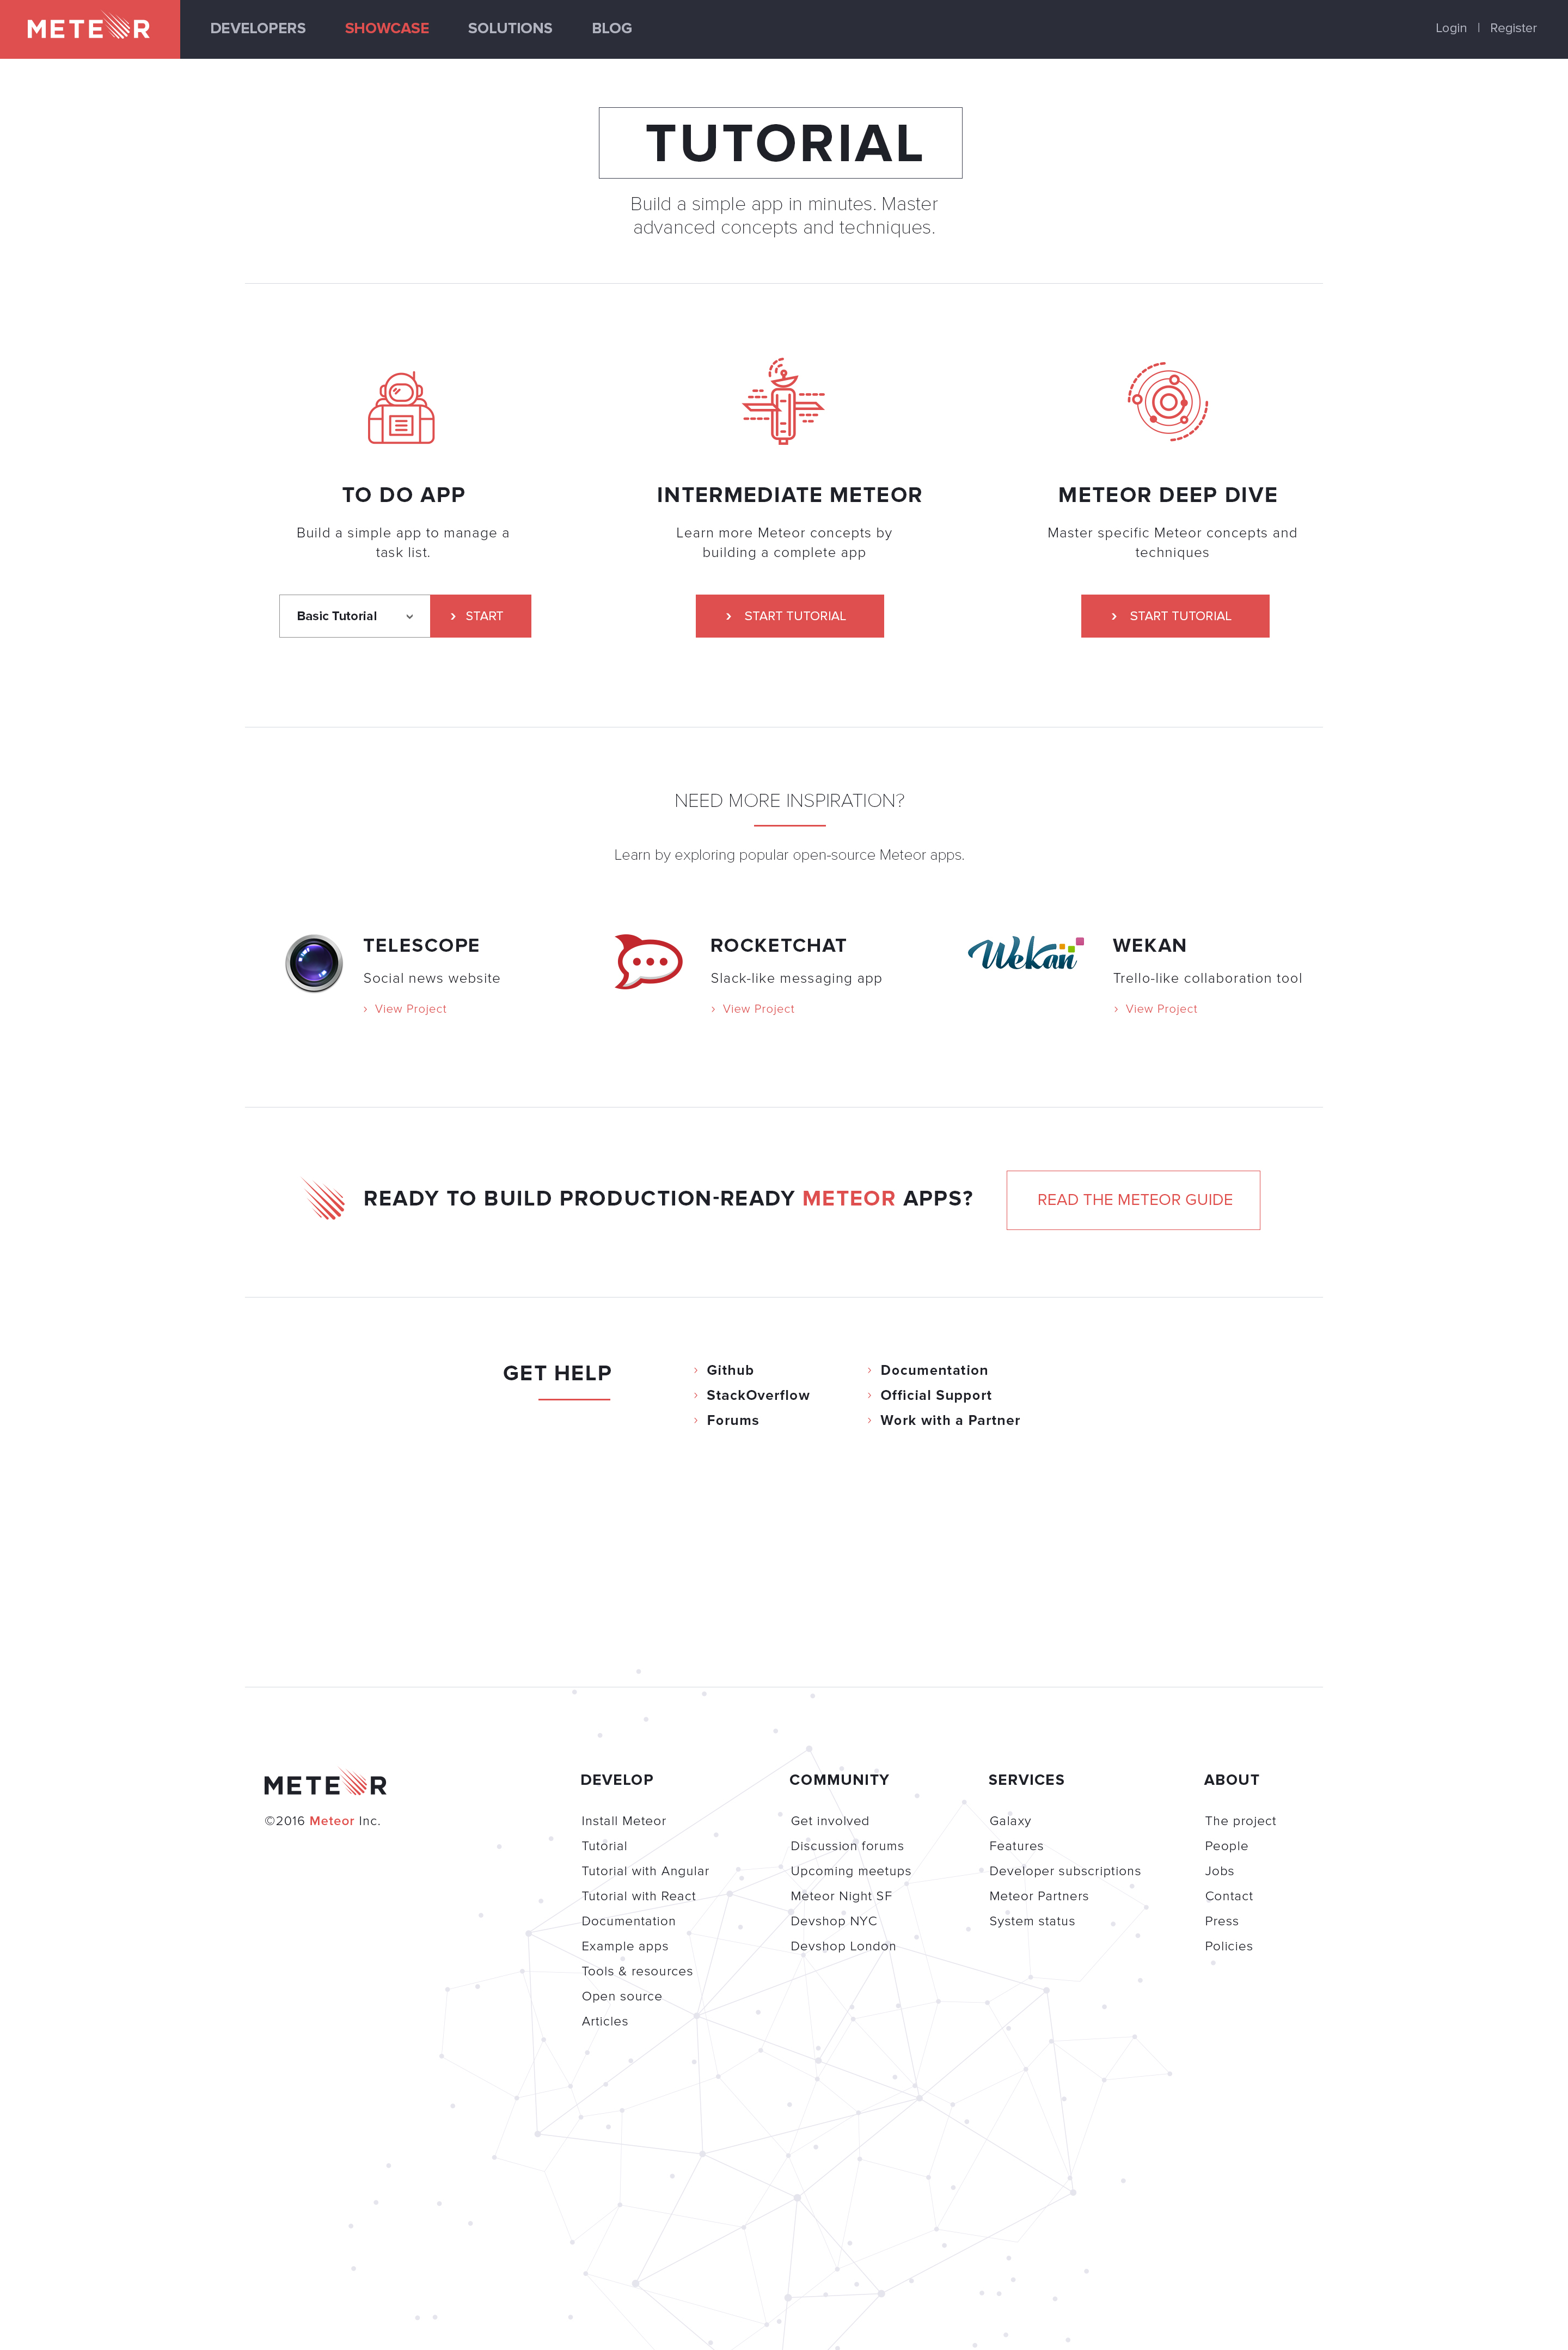 METEOR
DEVELOPERS
SHOWCASE
SOLUTIONS
BLOG
Login | Register
TUTORIAL
Build a simple app in minutes. Master
advanced concepts and techniques.
TO DO APP
Build a simple app to manage a
task list.
Basic Tutorial
START
INTERMEDIATE METEOR
Learn more Meteor concepts by
building a complete app
START TUTORIAL
METEOR DEEP DIVE
Master specific Meteor concepts and
techniques
START TUTORIAL
NEED MORE INSPIRATION?
Learn by exploring popular open-source Meteor apps.
TELESCOPE
Social news website
View Project
ROCKETCHAT
Slack-like messaging app
View Project
Wekan
WEKAN
Trello-like collaboration tool
View Project
READY TO BUILD PRODUCTION-READY METEOR APPS?
READ THE METEOR GUIDE
GET HELP
Github
StackOverflow
Forums
Documentation
Official Support
Work with a Partner
METEOR
©2016 Meteor Inc.
DEVELOP
Install Meteor
Tutorial
Tutorial with Angular
Tutorial with React
Documentation
Example apps
Tools & resources
Open source
Articles
COMMUNITY
Get involved
Discussion forums
Upcoming meetups
Meteor Night SF
Devshop NYC
Devshop London
SERVICES
Galaxy
Features
Developer subscriptions
Meteor Partners
System status
ABOUT
The project
People
Jobs
Contact
Press
Policies